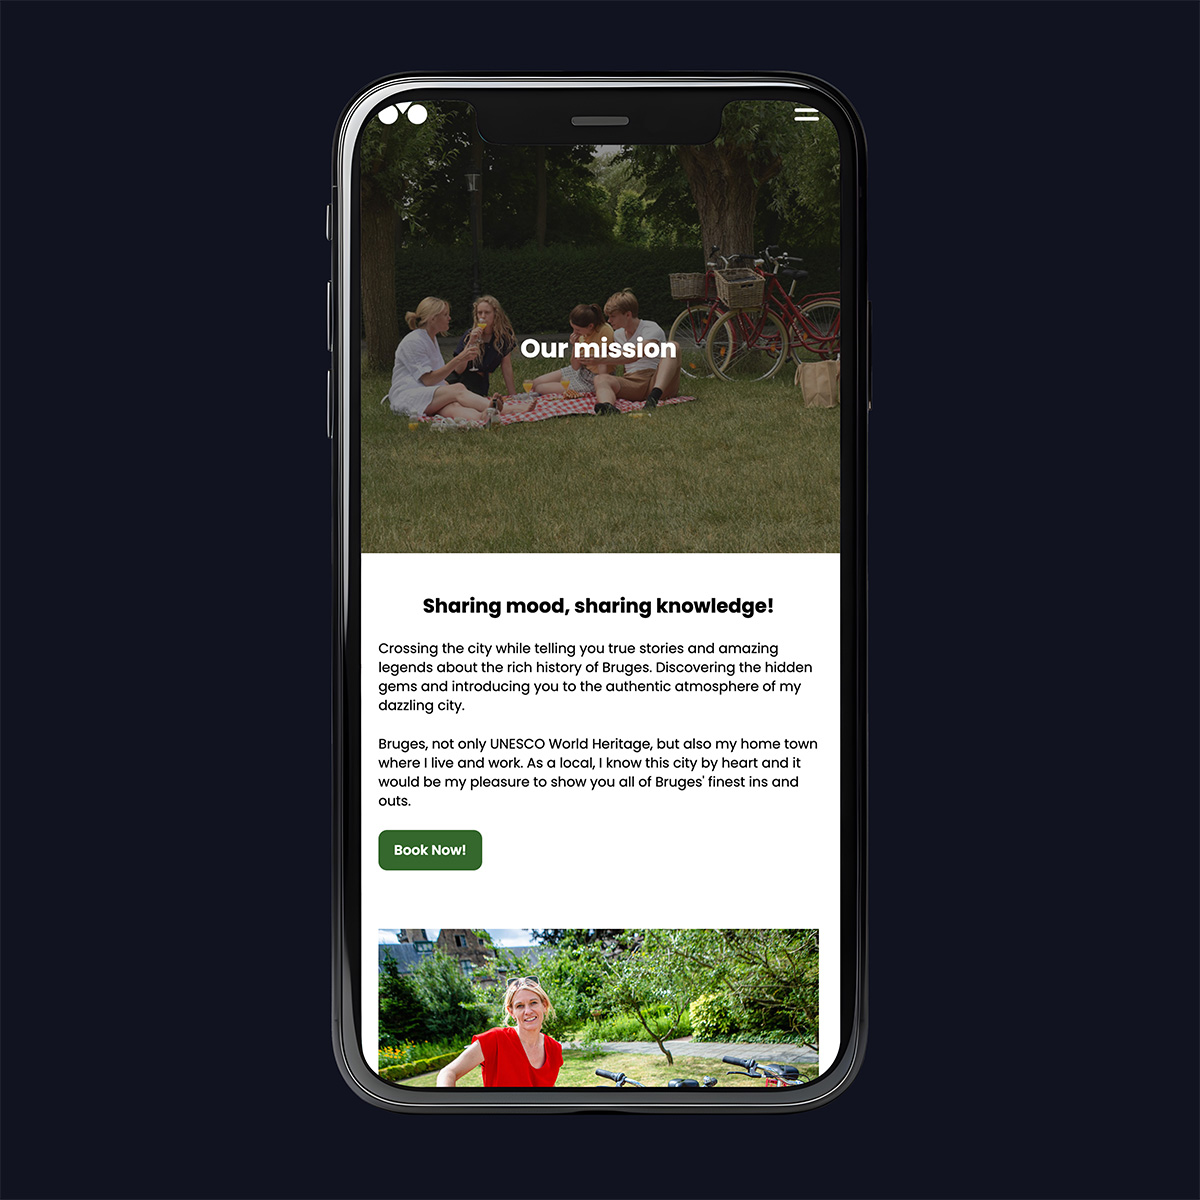 Our mission
Sharing mood, sharing knowledge!
Crossing the city while telling you true stories and amazing
legends about the rich history of Bruges. Discovering the hidden
gems and introducing you to the authentic atmosphere of my
dazzling city.
Bruges, not only UNESCO World Heritage, but also my home town
where I live and work. As a local, I know this city by heart and it
would be my pleasure to show you all of Bruges' finest ins and
outs.
Book Now!